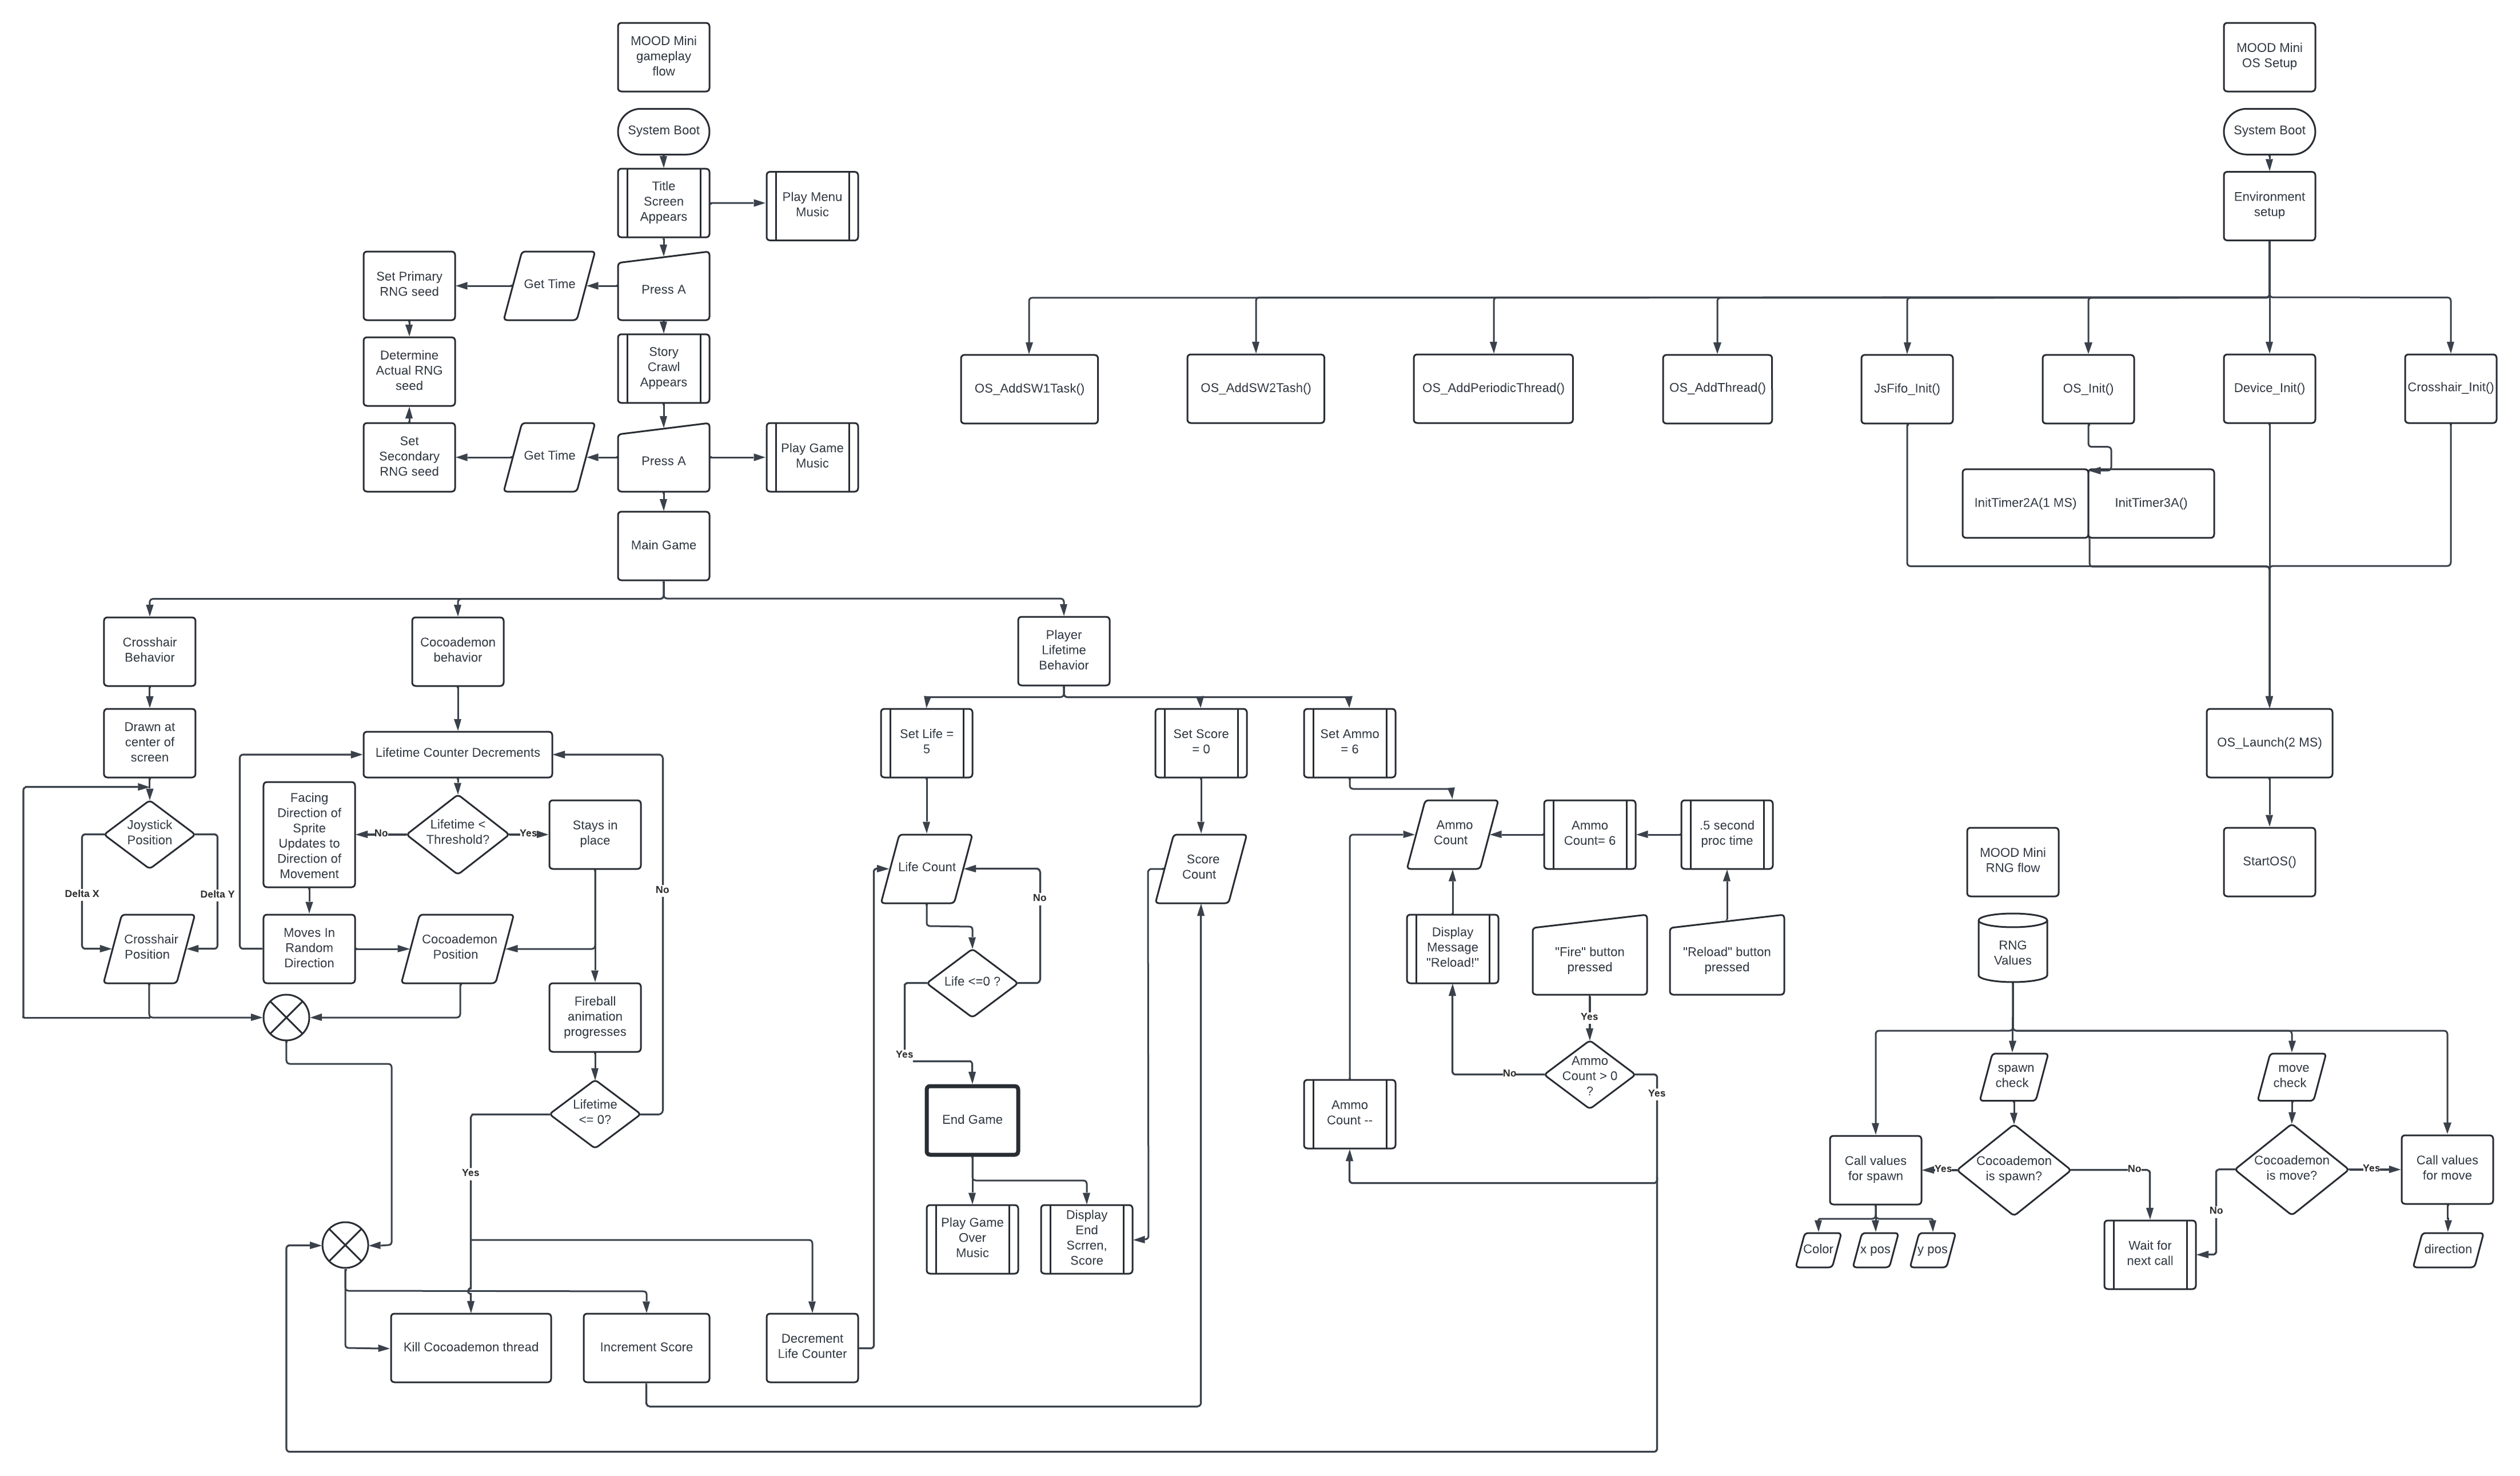 MOOD Mini
gameplay
flow
System Boot
Title
Screen
Appears
Play Menu
Music
Set Primary
RNG seed
Get Time
Press A
Determine
Actual RNG
seed
Story
Crawl
Appears
Set
Secondary
RNG seed
Get Time
Press A
Play Game
Music
Main Game
Crosshair
Behavior
Cocoademon
behavior
Player
Lifetime
Behavior
Drawn at
center of
screen
Joystick
Position
Delta X
Delta Y
Crosshair
Position
Lifetime Counter Decrements
Facing
Direction of
Sprite
Updates to
Direction of
Movement
No
Lifetime <
Threshold?
Yes
Stays in
place
No
Moves In
Random
Direction
Cocoademon
Position
Fireball
animation
progresses
Lifetime
<= 0?
Yes
Kill Cocoademon thread
Increment Score
Decrement
Life Counter
Set Life =
5
Set Score
= 0
Set Ammo
= 6
Life Count
No
Life <=0 ?
Yes
End Game
Play Game
Over
Music
Display
End
Scrren,
Score
Score
Count
Ammo
Count
Ammo
Count= 6
.5 second
proc time
Display
Message
"Reload!"
"Fire" button
pressed
"Reload" button
pressed
Yes
No
Ammo
Count > 0
?
Yes
Ammo
Count --
MOOD Mini
OS Setup
System Boot
Environment
setup
OS_AddSW1Task()
OS_AddSW2Tash()
OS_AddPeriodicThread()
OS_AddThread()
JsFifo_Init()
OS_Init()
Device_Init()
Crosshair_Init()
InitTimer2A(1 MS)
InitTimer3A()
OS_Launch(2 MS)
StartOS()
MOOD Mini
RNG flow
RNG
Values
spawn
check
move
check
Call values
for spawn
Yes
Cocoademon
is spawn?
No
Cocoademon
is move?
Yes
Call values
for move
No
Color
x pos
y pos
Wait for
next call
direction